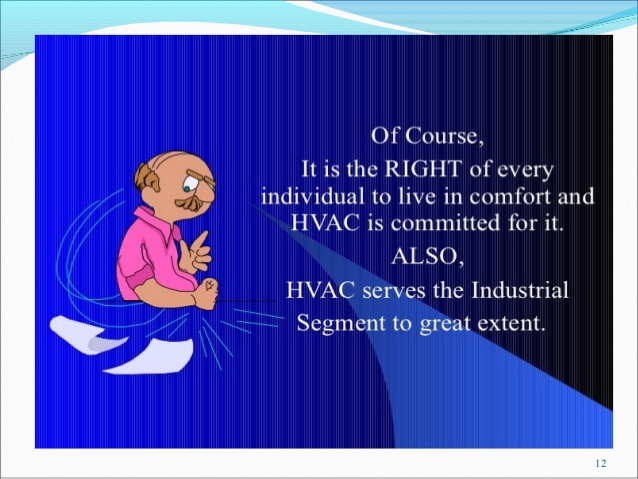 Of Course,
It is the RIGHT of every
individual to live in comfort and
HVAC is committed for it.
ALSO,
HVAC serves the Industrial
Segment to great extent.
12